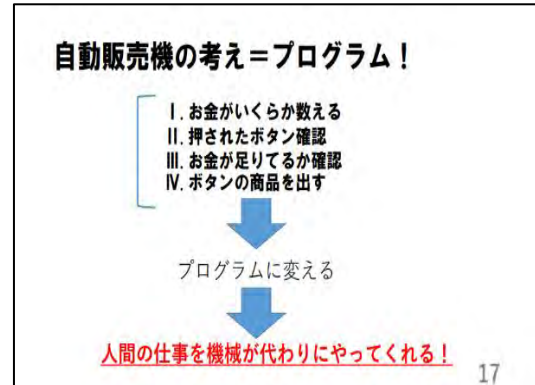 自動販売機の考え＝プログラム！
Ⅰ. お金がいくらか数える
Ⅱ. 押されたボタン確認
Ⅲ. お金が足りてるか確認
Ⅳ. ボタンの商品を出す
プログラムに変える
人間の仕事を機械が代わりにやってくれる！
17